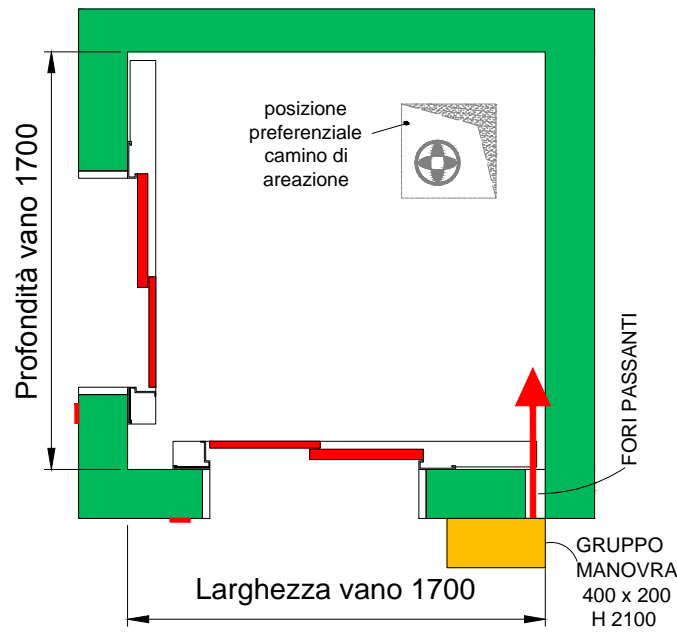 posizione
preferenziale
camino di
areazione
Profondità vano 1700
FORI PASSANTI
Larghezza vano 1700
GRUPPO
MANOVRA
400 x 200
H 2100